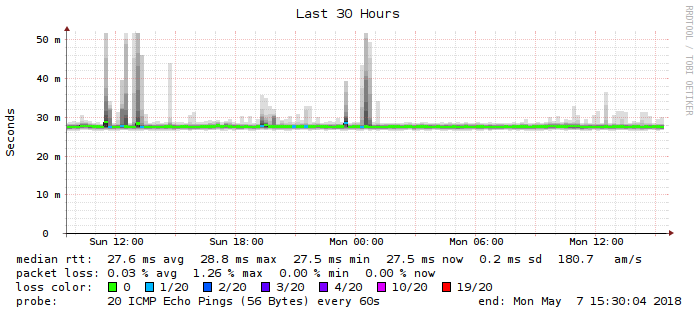 Last 30 Hours
RRDTOOL / TOBI OETIKER
Seconds
50 m
40 m
30 m
20 m
10 m
0
Sun 12:00 Sun 18:00 Mon 00:00 Mon 06:00 Mon 12:00
median rtt: 27.6 ms avg 28.8 ms max 27.5 ms min 27.5 ms now 0.2 ms sd 180.7 am/s
packet loss: 0.03 % avg 1.26 % max 0.00 % min 0.00 % now
loss color: 0 1/20 2/20 3/20 4/20 10/20 19/20
probe: 20 ICMP Echo Pings (56 Bytes) every 60s end: Mon May 7 15:30:04 2018